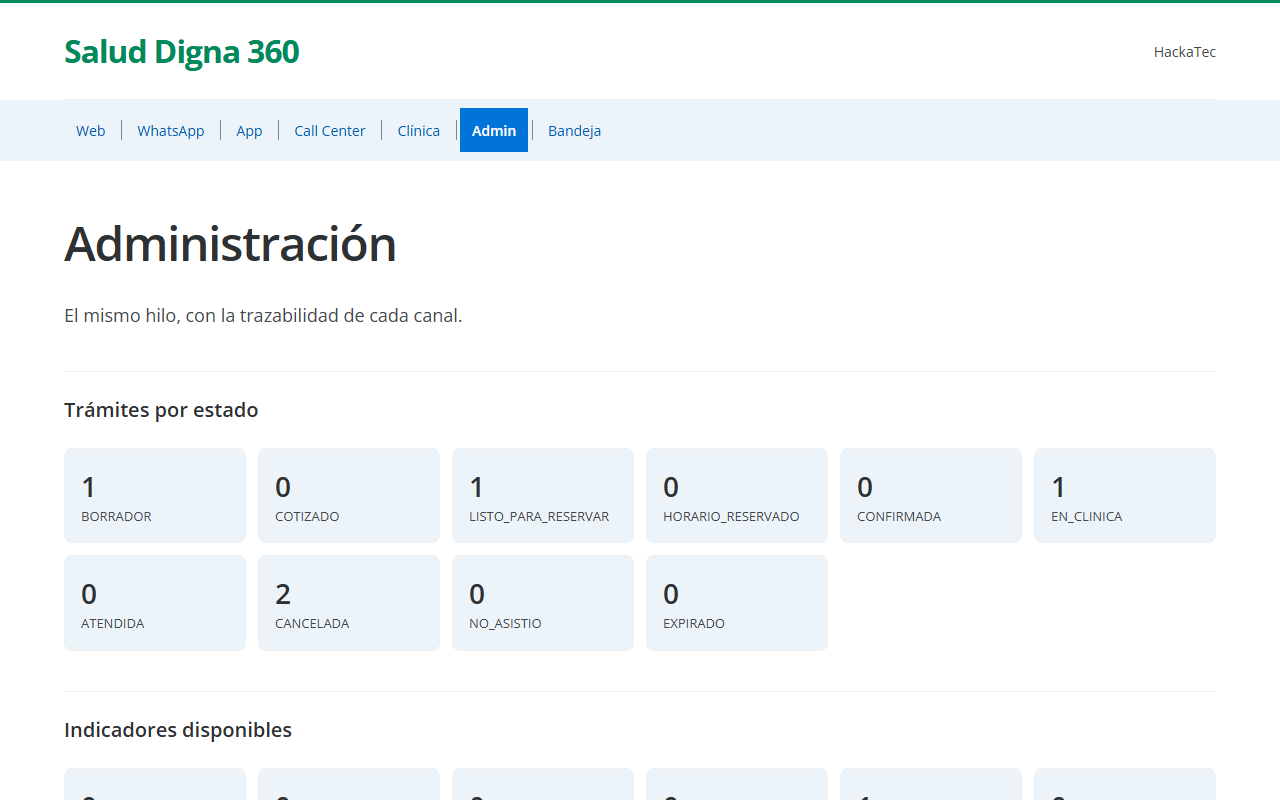 Salud Digna 360
HackaTec
Web
WhatsApp
App
Call Center
Clínica
Admin
Bandeja
Administración
El mismo hilo, con la trazabilidad de cada canal.
Trámites por estado
1
BORRADOR
0
COTIZADO
1
LISTO_PARA_RESERVAR
0
HORARIO_RESERVADO
0
CONFIRMADA
1
EN_CLINICA
0
ATENDIDA
2
CANCELADA
0
NO_ASISTIO
0
EXPIRADO
Indicadores disponibles